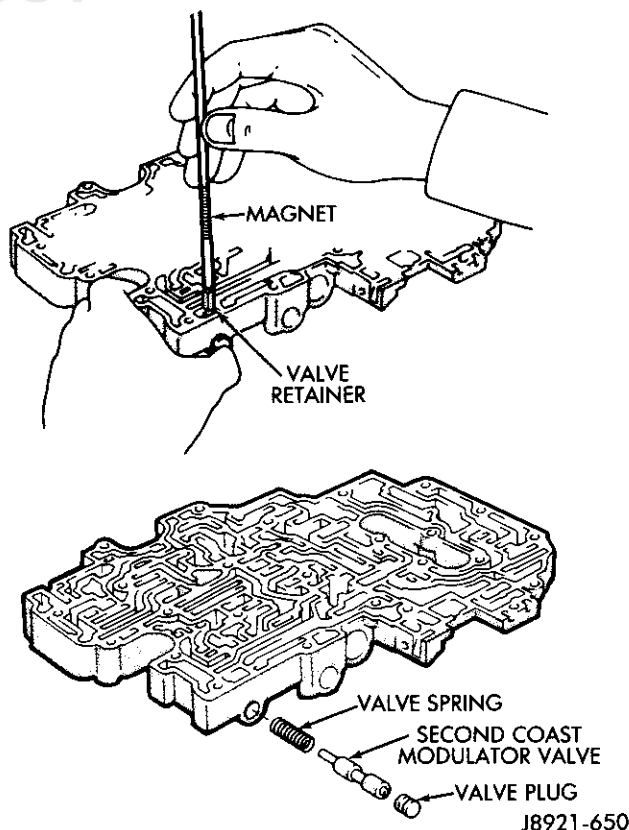 MAGNET
VALVE
RETAINER
VALVE SPRING
SECOND COAST
MODULATOR VALVE
VALVE PLUG
J8921-650